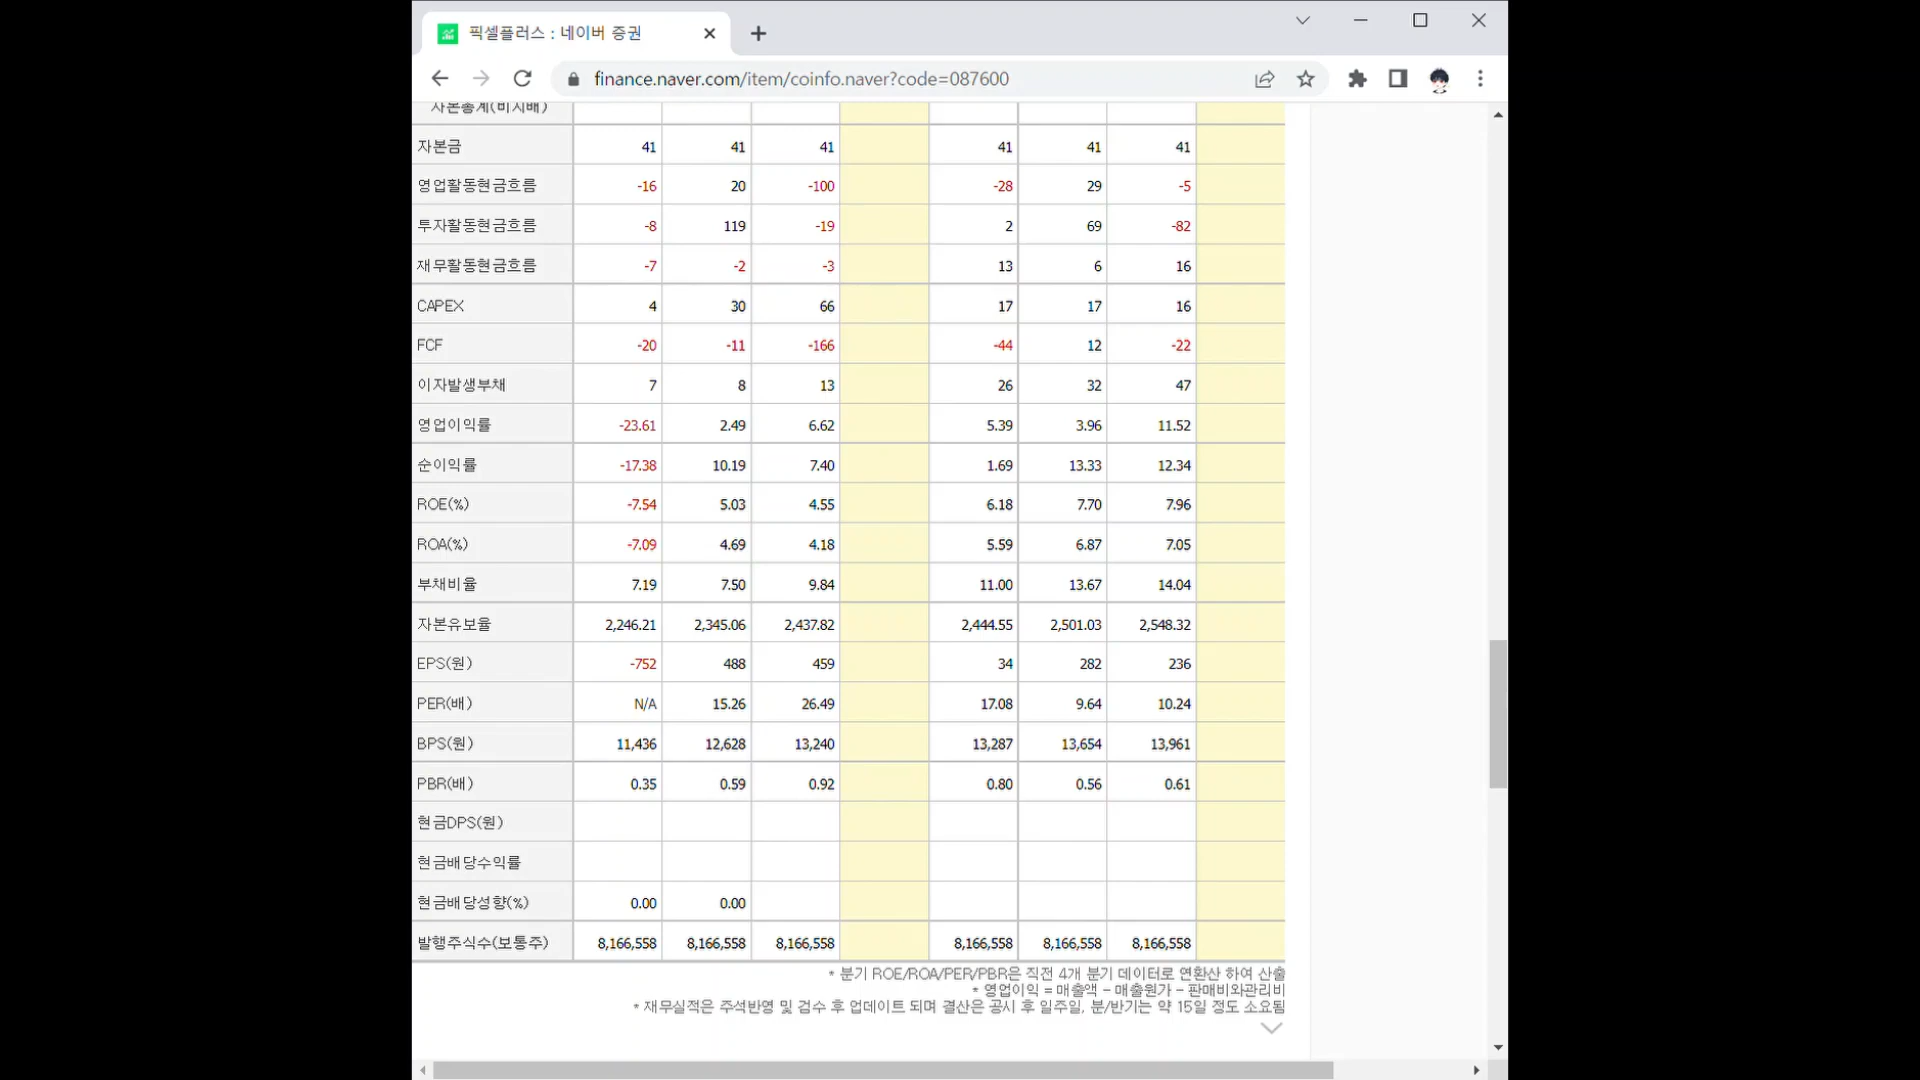 픽셀플러스 : 네이버 증권
finance.naver.com/item/coinfo.naver?code=087600
자본총계(비지배)
자본금 41 41 41 41 41 41
영업활동현금흐름 -16 20 -100 -28 29 -5
투자활동현금흐름 -8 119 -19 2 69 -82
재무활동현금흐름 -7 -2 -3 13 6 16
CAPEX 4 30 66 17 17 16
FCF -20 -11 -166 -44 12 -22
이자발생부채 7 8 13 26 32 47
영업이익률 -23.61 2.49 6.62 5.39 3.96 11.52
순이익률 -17.38 10.19 7.40 1.69 13.33 12.34
ROE(%) -7.54 5.03 4.55 6.18 7.70 7.96
ROA(%) -7.09 4.69 4.18 5.59 6.87 7.05
부채비율 7.19 7.50 9.84 11.00 13.67 14.04
자본유보율 2,246.21 2,345.06 2,437.82 2,444.55 2,501.03 2,548.32
EPS(원) -752 488 459 34 282 236
PER(배) N/A 15.26 26.49 17.08 9.64 10.24
BPS(원) 11,436 12,628 13,240 13,287 13,654 13,961
PBR(배) 0.35 0.59 0.92 0.80 0.56 0.61
현금DPS(원)
현금배당수익률
현금배당성향(%) 0.00 0.00
발행주식수(보통주) 8,166,558 8,166,558 8,166,558 8,166,558 8,166,558 8,166,558
* 분기 ROE/ROA/PER/PBR은 직전 4개 분기 데이터로 연환산 하여 산출
* 영업이익 = 매출액 - 매출원가 - 판매비와관리비
* 재무실적은 주석반영 및 검수 후 업데이트 되며 결산은 공시 후 일주일, 분/반기는 약 15일 정도 소요됨